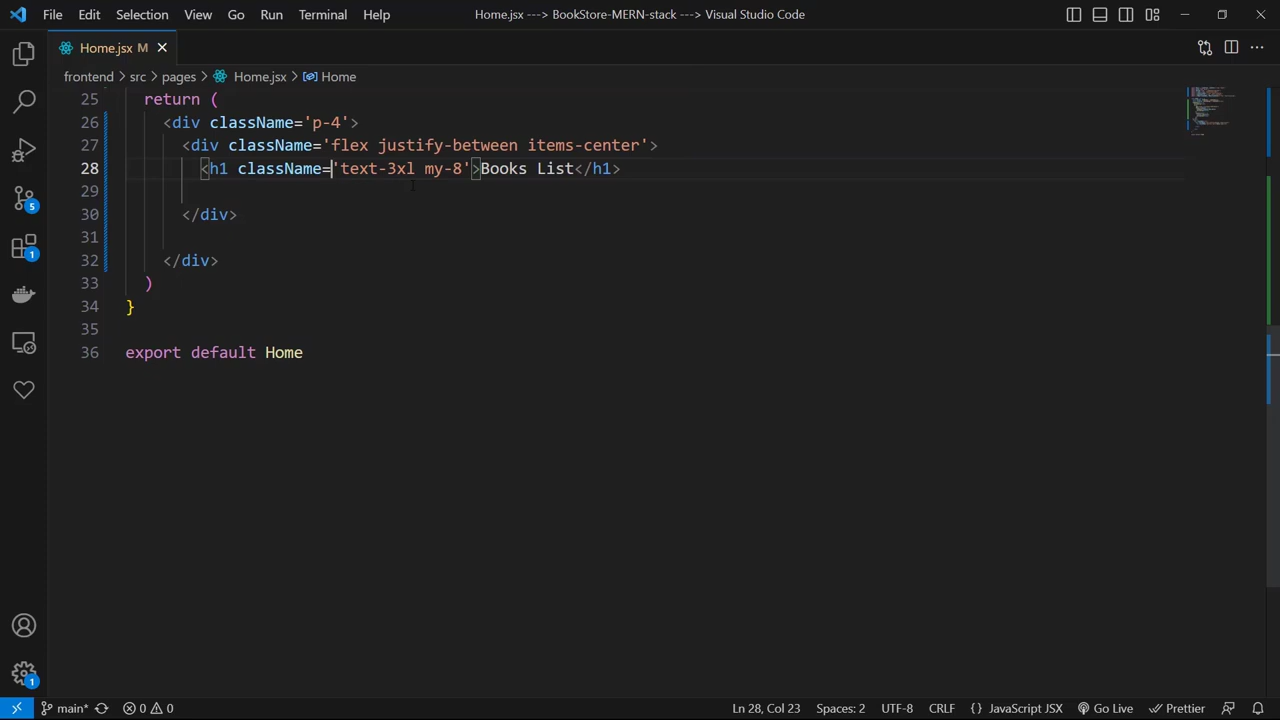 File Edit Selection View Go Run Terminal Help
Home.jsx ---> BookStore-MERN-stack ---> Visual Studio Code
Home.jsx M
frontend > src > pages > Home.jsx > Home
25 return (
26 <div className='p-4'>
27 <div className='flex justify-between items-center'>
28 <h1 className='text-3xl my-8'>Books List</h1>
29
30 </div>
31
32 </div>
33 )
34 }
35
36 export default Home
5
1
1
main* 0 0 Ln 28, Col 23 Spaces: 2 UTF-8 CRLF {} JavaScript JSX Go Live Prettier